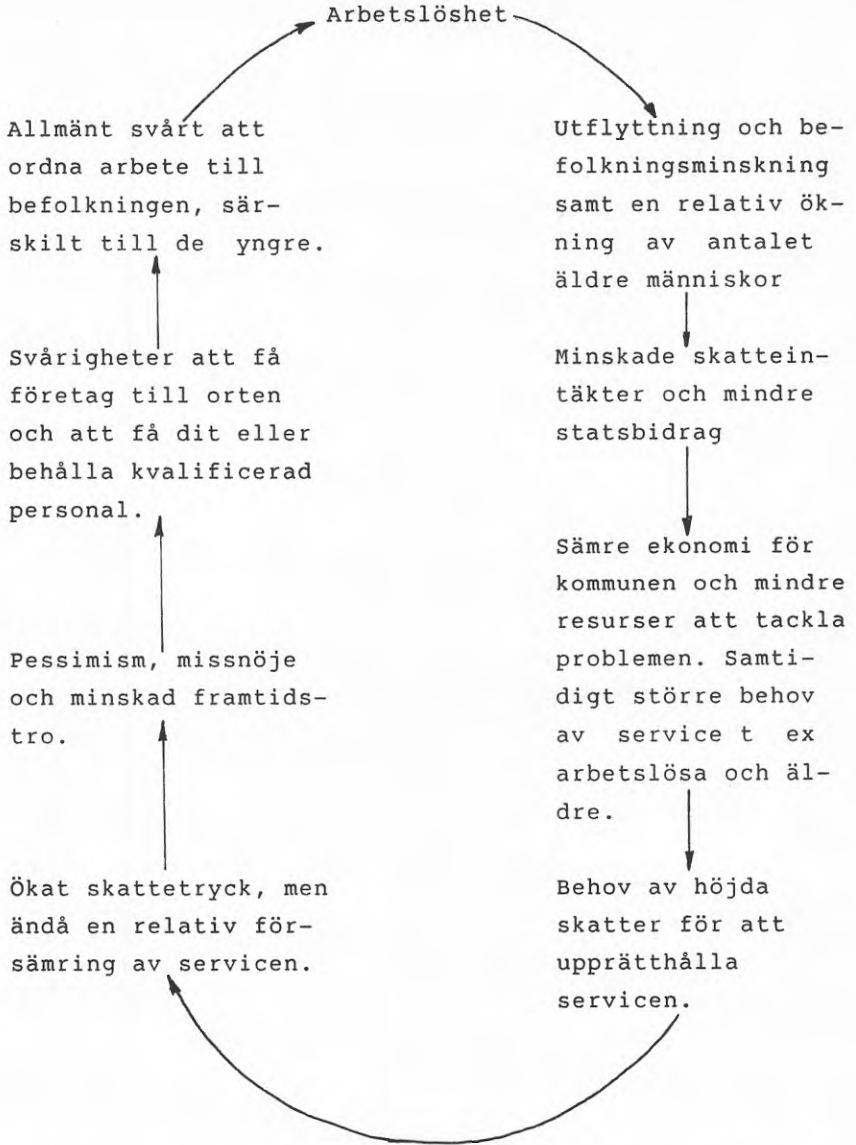 Arbetslöshet
Utflyttning och be-
folkningsminskning
samt en relativ ök-
ning av antalet
äldre människor
Minskade skattein-
täkter och mindre
statsbidrag
Sämre ekonomi för
kommunen och mindre
resurser att tackla
problemen. Samti-
digt större behov
av service t ex
arbetslösa och äl-
dre.
Behov av höjda
skatter för att
upprätthålla
servicen.
Ökat skattetryck, men
ändå en relativ för-
sämring av servicen.
Pessimism, missnöje
och minskad framtids-
tro.
Svårigheter att få
företag till orten
och att få dit eller
behålla kvalificerad
personal.
Allmänt svårt att
ordna arbete till
befolkningen, sär-
skilt till de yngre.